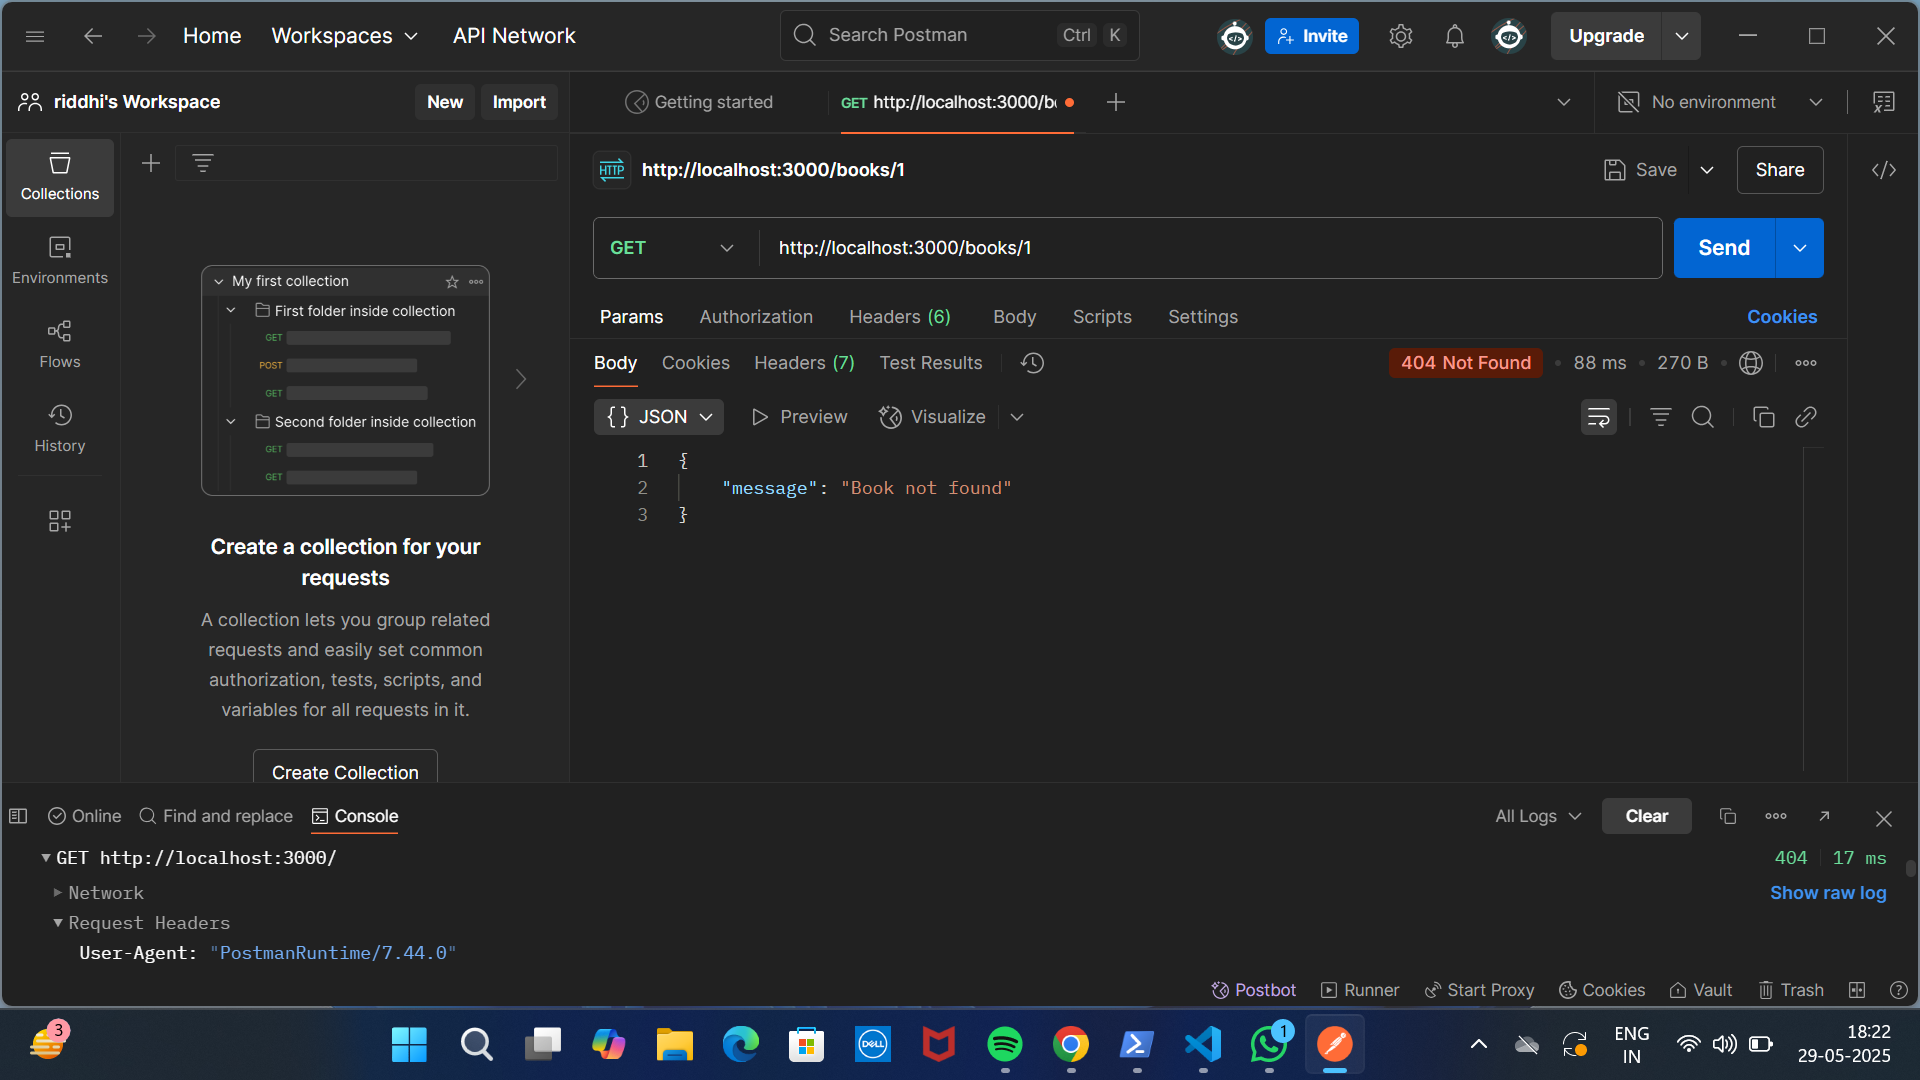 Home
Workspaces
API Network
Search Postman
Ctrl K
Invite
Upgrade
riddhi's Workspace
New
Import
Getting started
GET http://localhost:3000/b
No environment
Collections
Environments
Flows
History
My first collection
First folder inside collection
GET
POST
GET
Second folder inside collection
GET
GET
Create a collection for your
requests
A collection lets you group related
requests and easily set common
authorization, tests, scripts, and
variables for all requests in it.
Create Collection
HTTP
http://localhost:3000/books/1
Save
Share
GET
http://localhost:3000/books/1
Send
Params
Authorization
Headers (6)
Body
Scripts
Settings
Cookies
Body
Cookies
Headers (7)
Test Results
404 Not Found
88 ms
270 B
{} JSON
Preview
Visualize
1 {
2 "message": "Book not found"
3 }
Online
Find and replace
Console
All Logs
Clear
GET http://localhost:3000/
404
17 ms
Network
Show raw log
Request Headers
User-Agent: "PostmanRuntime/7.44.0"
Postbot
Runner
Start Proxy
Cookies
Vault
Trash
3
DELL
1
ENG
IN
18:22
29-05-2025